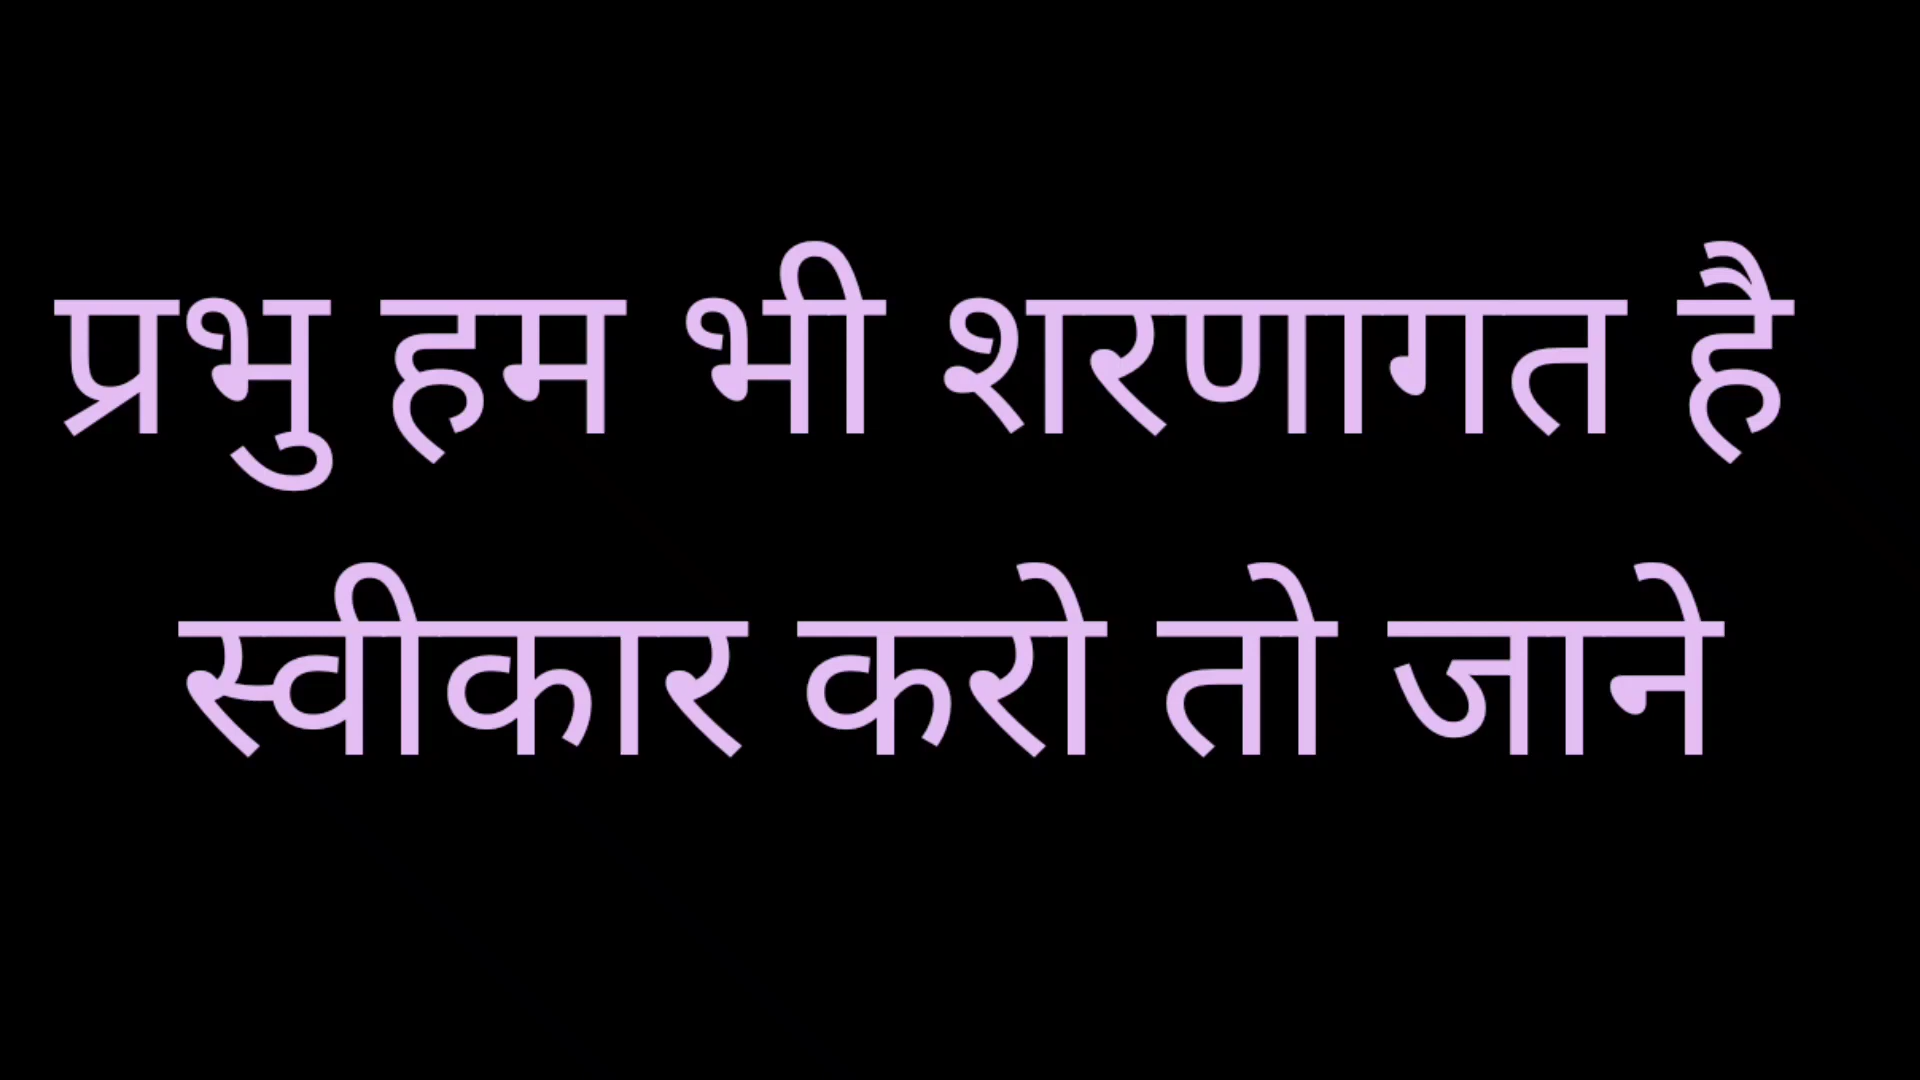 प्रभु हम भी शरणागत है
स्वीकार करो तो जाने